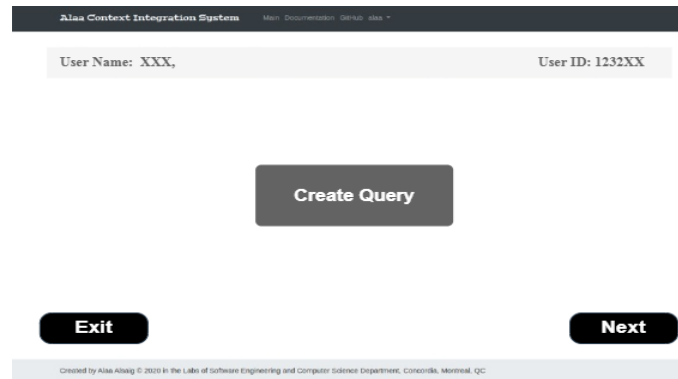 Alaa Context Integration System Main Documentation GitHub alaa
User Name: XXX, User ID: 1232XX
Create Query
Exit Next
Created by Alaa Alsaig © 2020 in the Labs of Software Engineering and Computer Science Department, Concordia, Montreal, QC